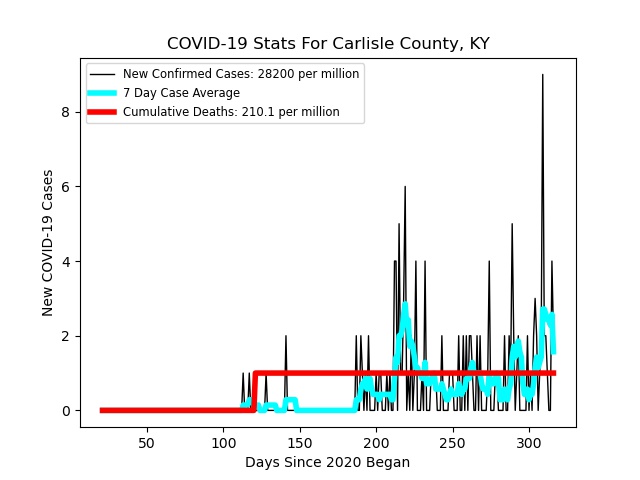 COVID-19 Stats For Carlisle County, KY
New Confirmed Cases: 28200 per million
7 Day Case Average
Cumulative Deaths: 210.1 per million
New COVID-19 Cases
8
6
4
2
0
50 100 150 200 250 300
Days Since 2020 Began